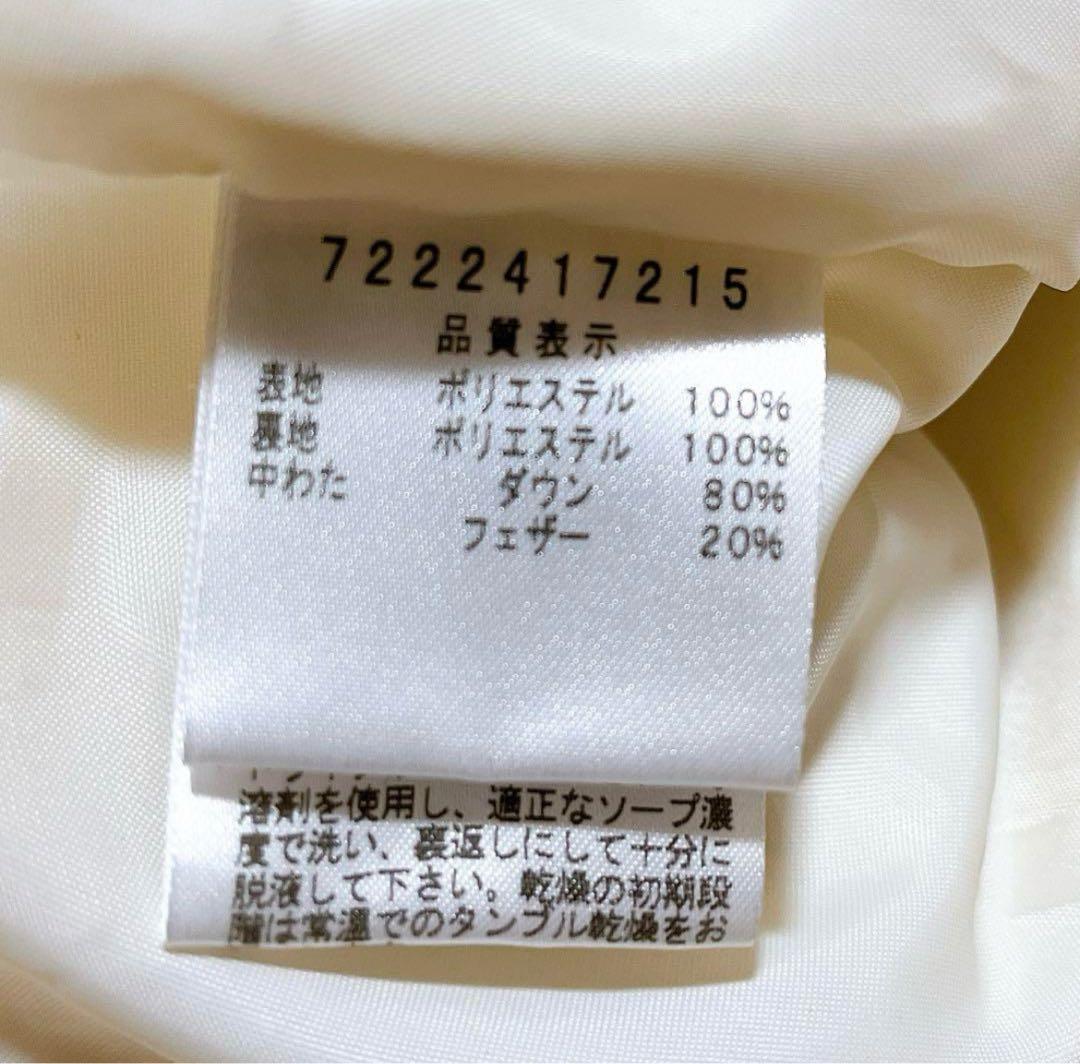 7222417215
品質表示
表地 ポリエステル 100%
裏地 ポリエステル 100%
中わた ダウン 80%
フェザー 20%
溶剤を使用し、適正なソープ濃
度で洗い、裏返しにして十分に
脱液して下さい。乾燥の初期段
階は常温でのタンブル乾燥をお